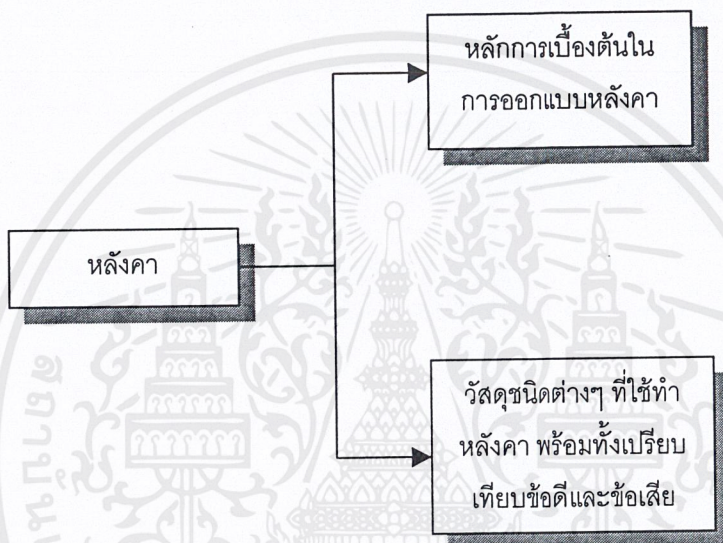 หลักการเบื้องต้นใน
การออกแบบหลังคา
หลังคา
วัสดุชนิดต่างๆ ที่ใช้ทำ
หลังคา พร้อมทั้งเปรียบ
เทียบข้อดีและข้อเสีย